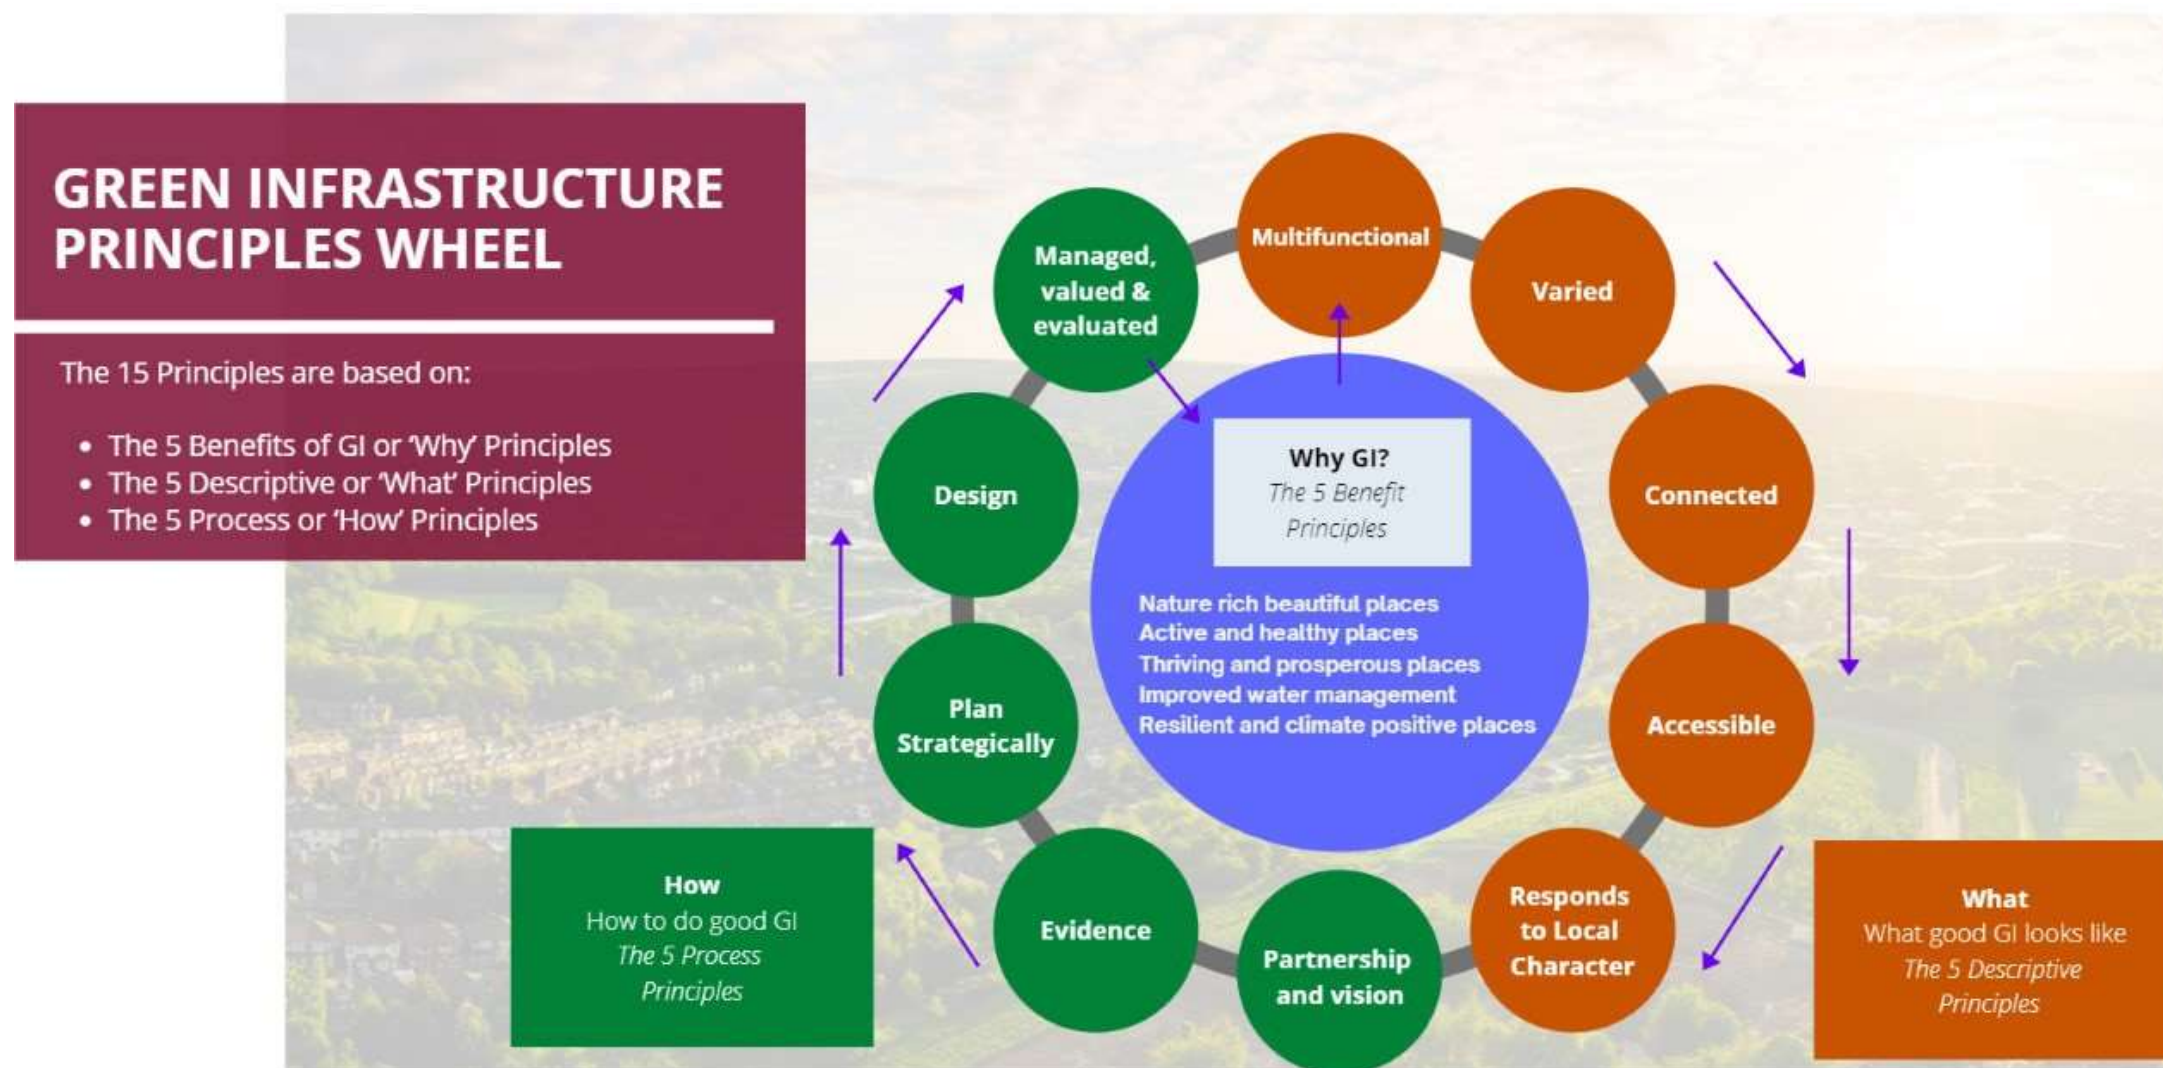 GREEN INFRASTRUCTURE
PRINCIPLES WHEEL
The 15 Principles are based on:
• The 5 Benefits of GI or ‘Why’ Principles
• The 5 Descriptive or ‘What’ Principles
• The 5 Process or ‘How’ Principles
Multifunctional
Varied
Connected
Accessible
Responds
to Local
Character
Partnership
and vision
Evidence
Plan
Strategically
Design
Managed,
valued &
evaluated
Why GI?
The 5 Benefit
Principles
Nature rich beautiful places
Active and healthy places
Thriving and prosperous places
Improved water management
Resilient and climate positive places
How
How to do good GI
The 5 Process
Principles
What
What good GI looks like
The 5 Descriptive
Principles